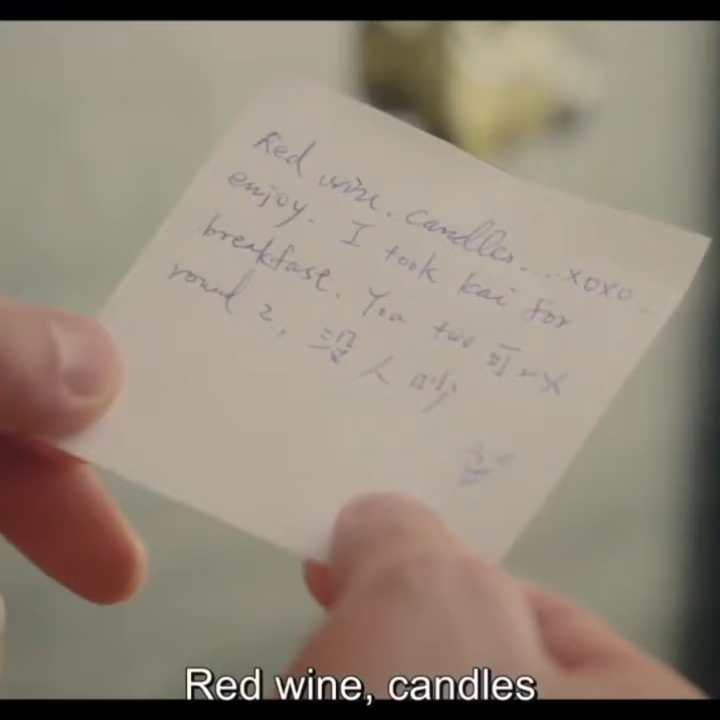 Red wine. candles... xoxo...
enjoy. I took kai for
breakfast. You two 可以
round 2, 没人吵
Red wine, candles